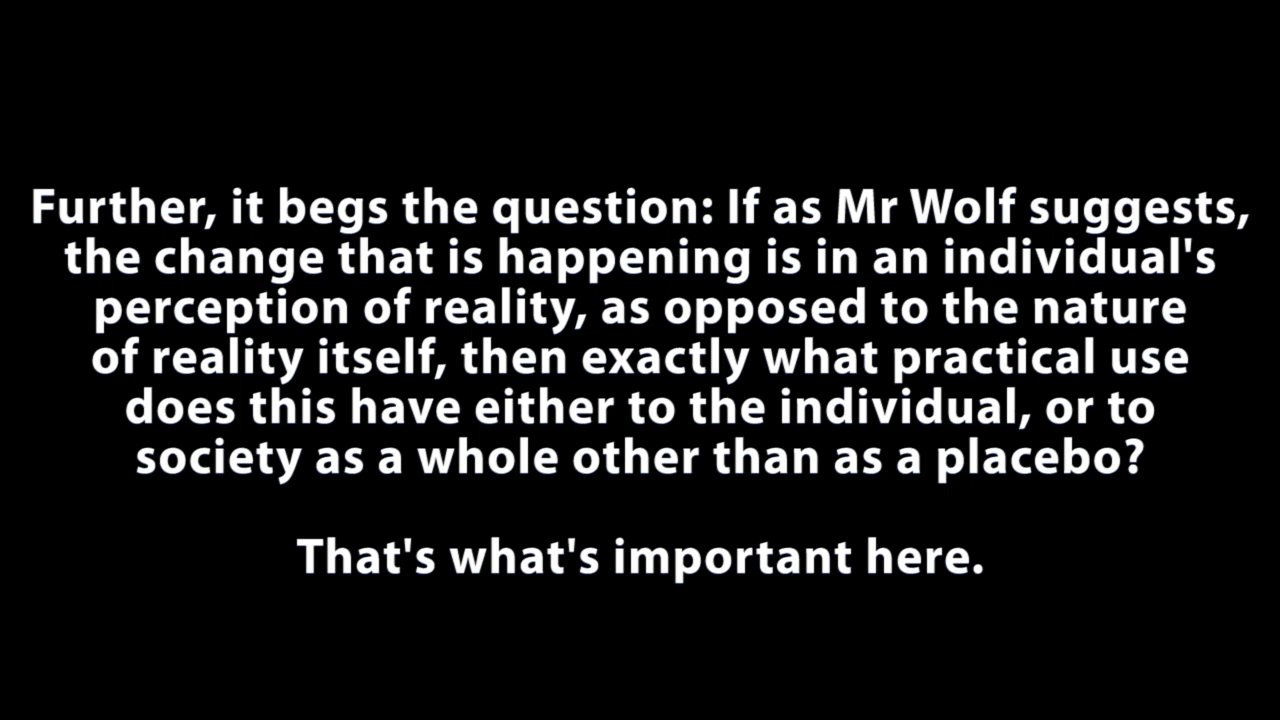 Further, it begs the question: If as Mr Wolf suggests,
the change that is happening is in an individual's
perception of reality, as opposed to the nature
of reality itself, then exactly what practical use
does this have either to the individual, or to
society as a whole other than as a placebo?
That's what's important here.